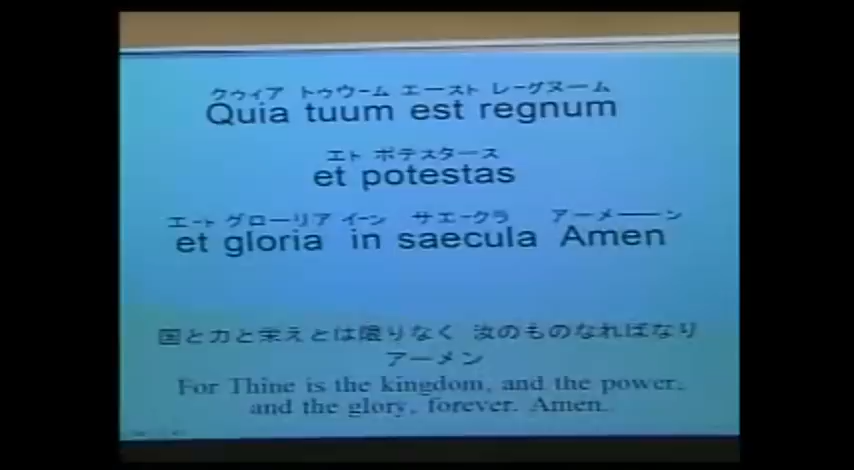 クゥィア トゥウーム エースト レーグヌーム
Quia tuum est regnum
エト ポテスタース
et potestas
エート グローリア イーン サエークラ アーメーーン
et gloria in saecula Amen
国と力と栄えとは限りなく 汝のものなればなり
アーメン
For Thine is the kingdom, and the power,
and the glory, forever. Amen.